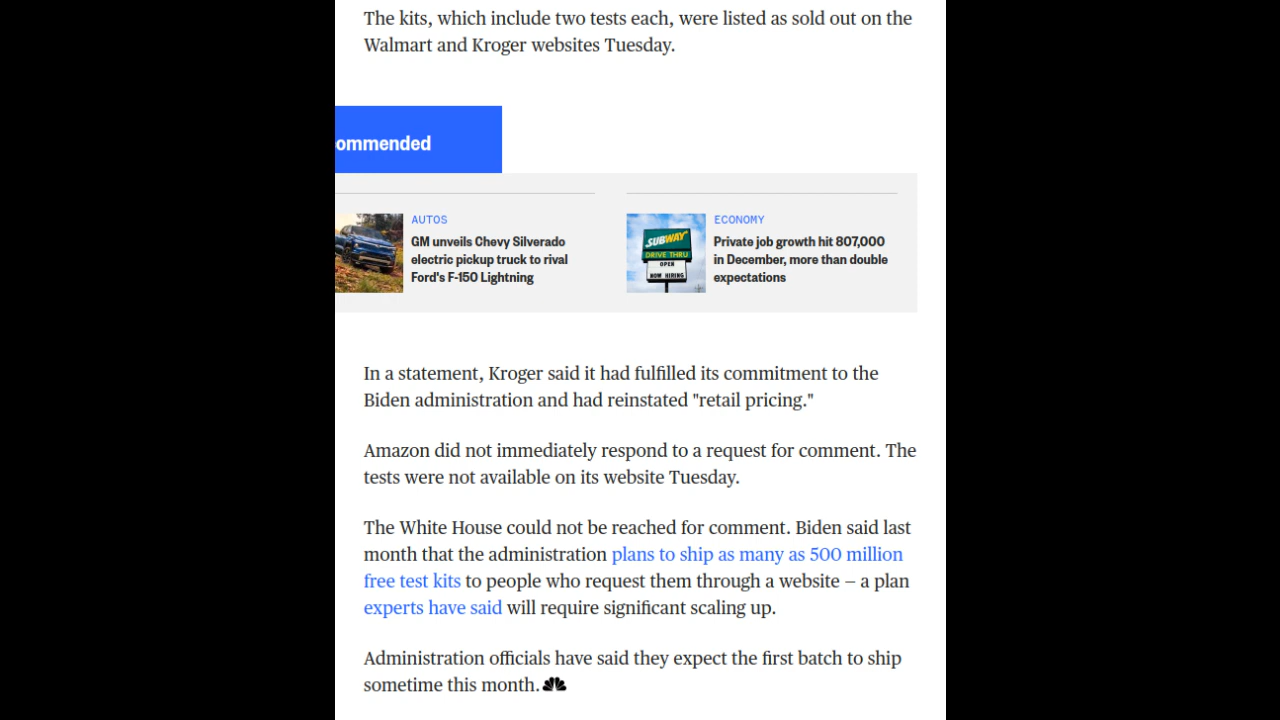 The kits, which include two tests each, were listed as sold out on the
Walmart and Kroger websites Tuesday.
ommended
AUTOS
GM unveils Chevy Silverado
electric pickup truck to rival
Ford's F-150 Lightning
SUBWAY
DRIVE THRU
OPEN
NOW HIRING
ECONOMY
Private job growth hit 807,000
in December, more than double
expectations
In a statement, Kroger said it had fulfilled its commitment to the
Biden administration and had reinstated "retail pricing."
Amazon did not immediately respond to a request for comment. The
tests were not available on its website Tuesday.
The White House could not be reached for comment. Biden said last
month that the administration plans to ship as many as 500 million
free test kits to people who request them through a website — a plan
experts have said will require significant scaling up.
Administration officials have said they expect the first batch to ship
sometime this month.